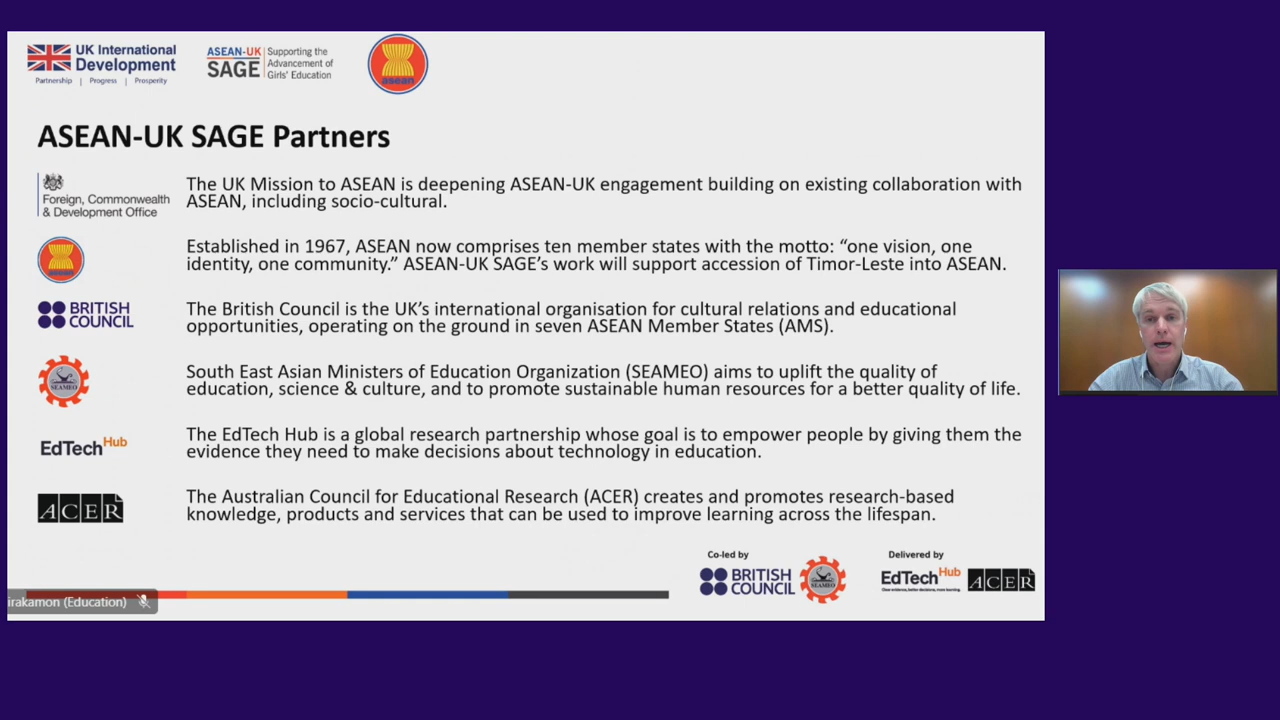 UK International
Development
Partnership | Progress | Prosperity
ASEAN-UK
SAGE
Supporting the
Advancement of
Girls' Education
asean
ASEAN-UK SAGE Partners
Foreign, Commonwealth
& Development Office
The UK Mission to ASEAN is deepening ASEAN-UK engagement building on existing collaboration with
ASEAN, including socio-cultural.
asean
Established in 1967, ASEAN now comprises ten member states with the motto: “one vision, one
identity, one community.” ASEAN-UK SAGE’s work will support accession of Timor-Leste into ASEAN.
BRITISH
COUNCIL
The British Council is the UK’s international organisation for cultural relations and educational
opportunities, operating on the ground in seven ASEAN Member States (AMS).
SEAMEO
South East Asian Ministers of Education Organization (SEAMEO) aims to uplift the quality of
education, science & culture, and to promote sustainable human resources for a better quality of life.
EdTech Hub
The EdTech Hub is a global research partnership whose goal is to empower people by giving them the
evidence they need to make decisions about technology in education.
ACER
The Australian Council for Educational Research (ACER) creates and promotes research-based
knowledge, products and services that can be used to improve learning across the lifespan.
Co-led by
BRITISH
COUNCIL
SEAMEO
Delivered by
EdTech Hub
Clear evidence, better decisions, more learning.
ACER
irakamon (Education)